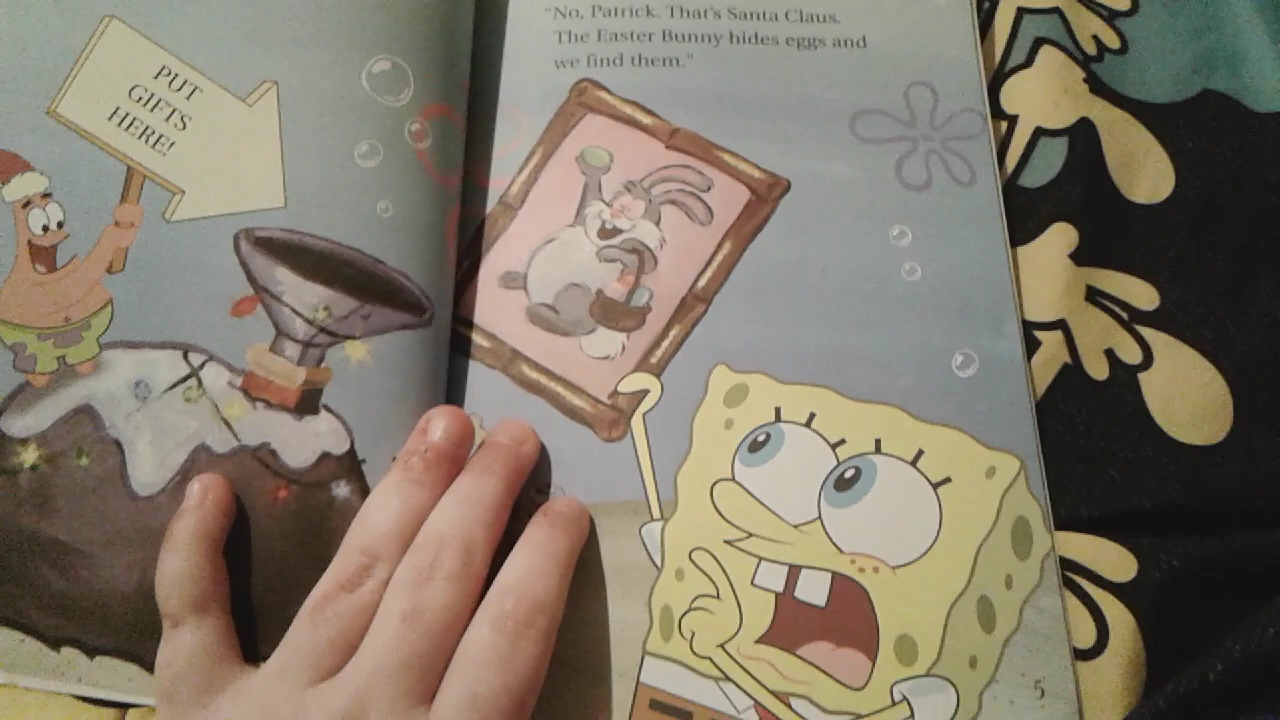 PUT
GIFTS
HERE!
"No, Patrick. That's Santa Claus.
The Easter Bunny hides eggs and
we find them."
5